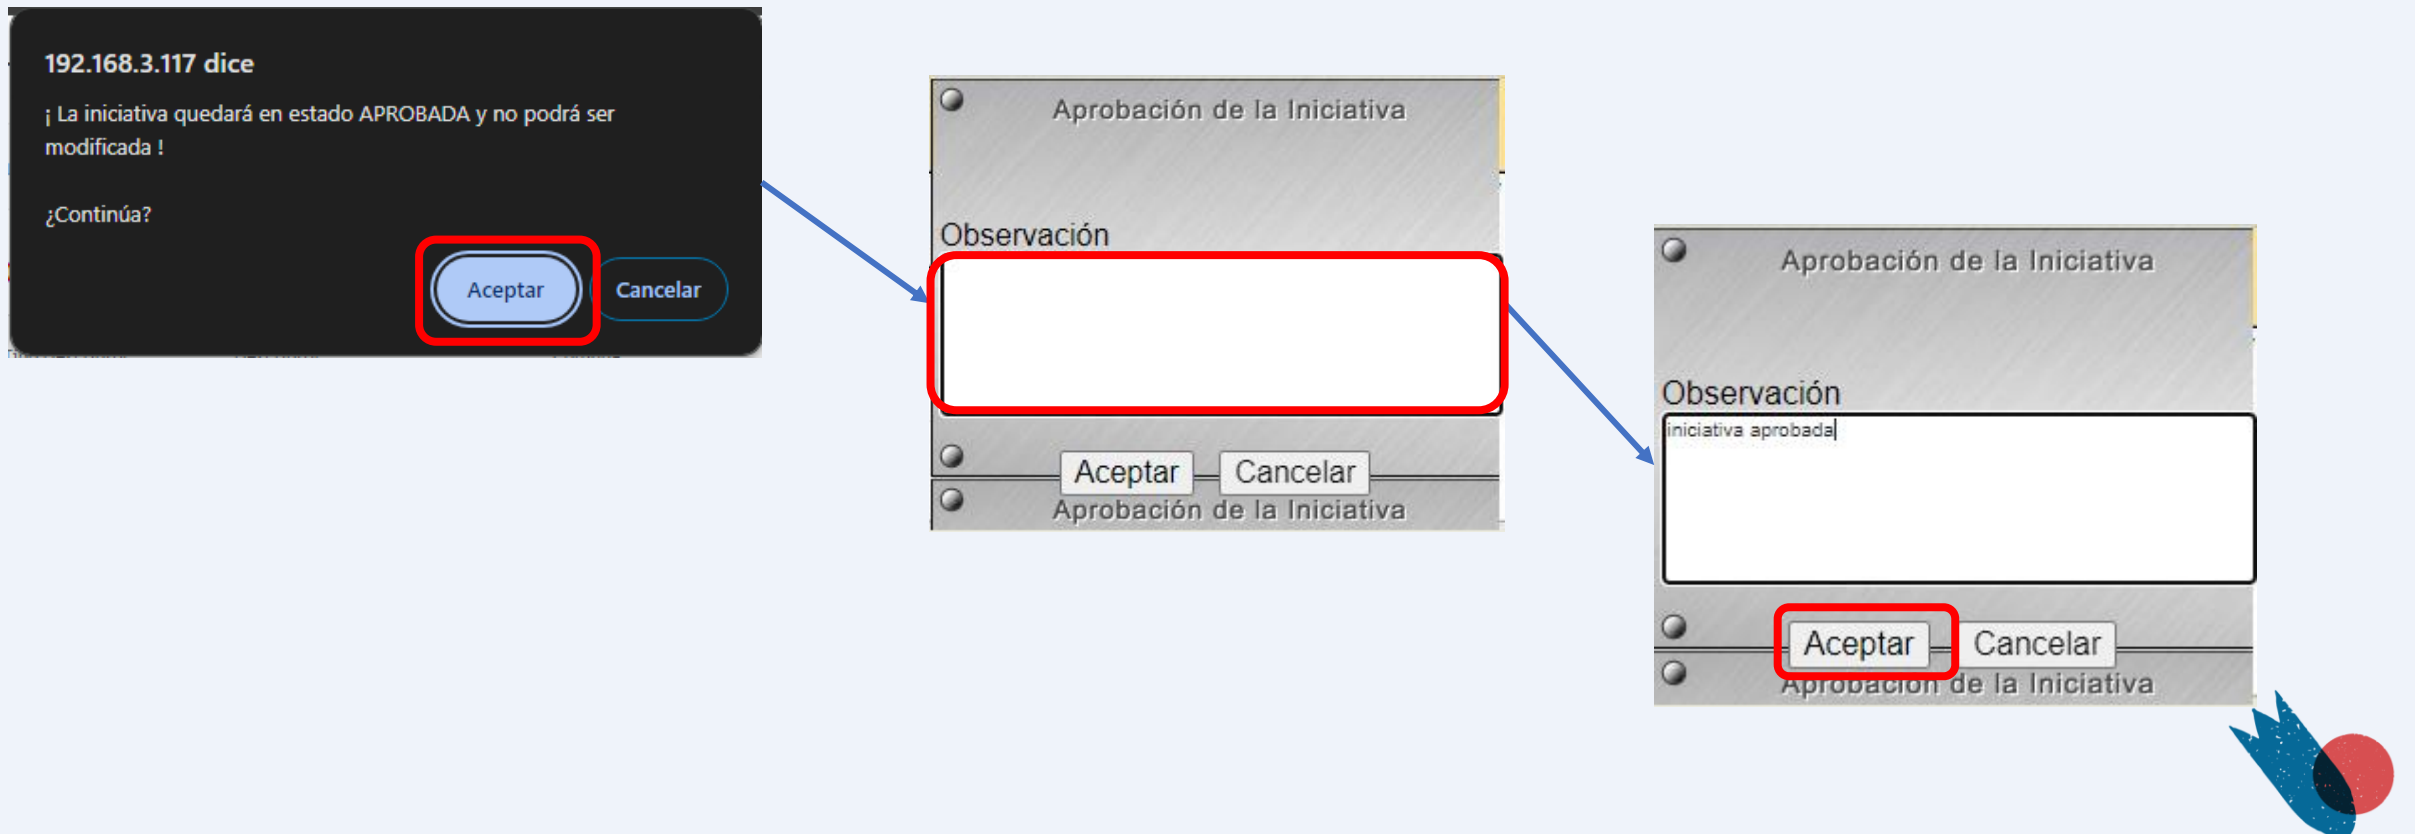 192.168.3.117 dice
¡ La iniciativa quedará en estado APROBADA y no podrá ser
modificada !
¿Continúa?
Aceptar
Cancelar
Aprobación de la Iniciativa
Observación
Aceptar
Cancelar
Aprobación de la Iniciativa
Aprobación de la Iniciativa
Observación
iniciativa aprobada
Aceptar
Cancelar
Aprobación de la Iniciativa